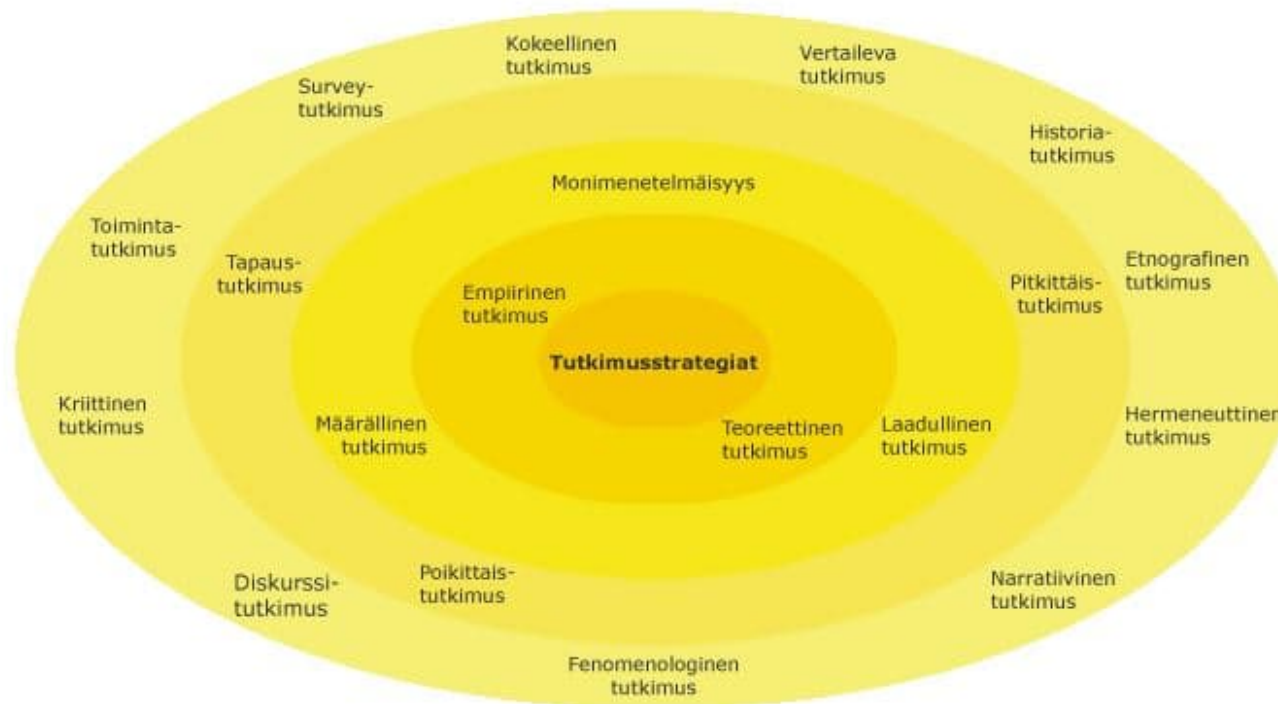 Kokeellinen
tutkimus
Vertaileva
tutkimus
Survey-
tutkimus
Historia-
tutkimus
Monimenetelmäisyys
Toiminta-
tutkimus
Tapaus-
tutkimus
Empiirinen
tutkimus
Pitkittäis-
tutkimus
Etnografinen
tutkimus
Tutkimusstrategiat
Kriittinen
tutkimus
Määrällinen
tutkimus
Teoreettinen
tutkimus
Laadullinen
tutkimus
Hermeneuttinen
tutkimus
Diskurssi-
tutkimus
Poikittais-
tutkimus
Narratiivinen
tutkimus
Fenomenologinen
tutkimus